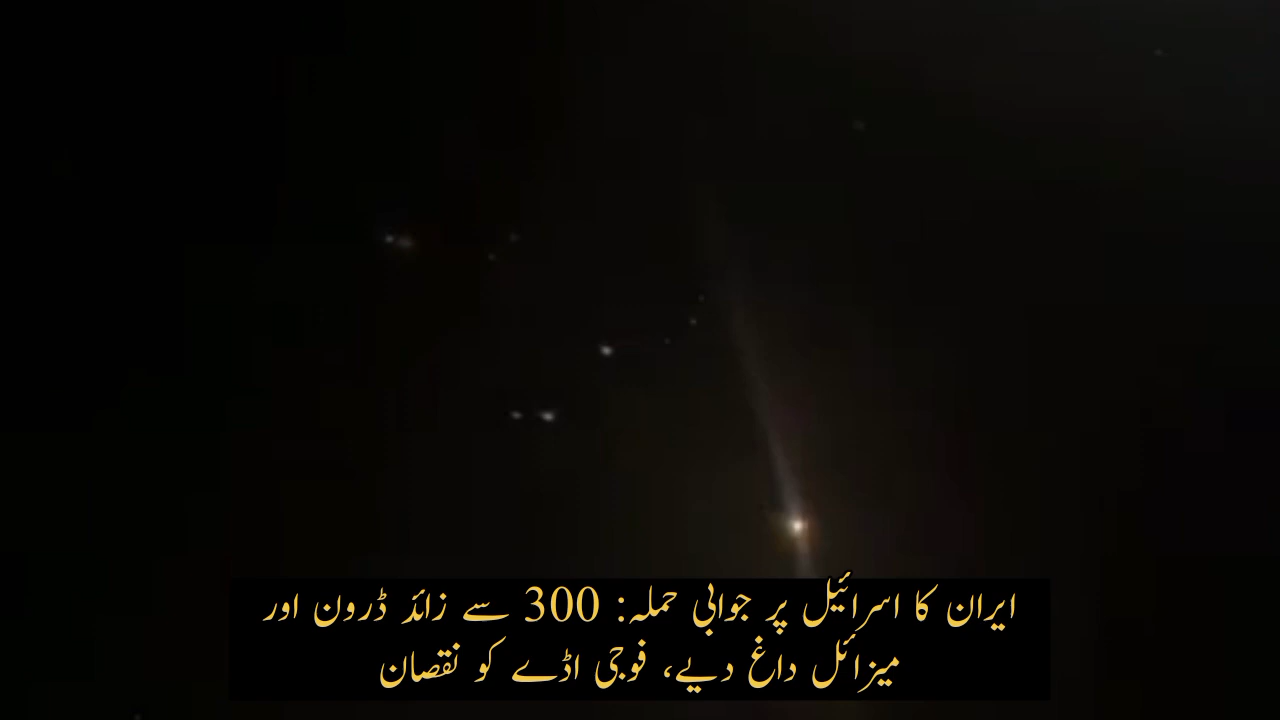 ایران کا اسرائیل پر جوابی حملہ: 300 سے زائد ڈرون اور
میزائل داغ دیے، فوجی اڈے کو نقصان